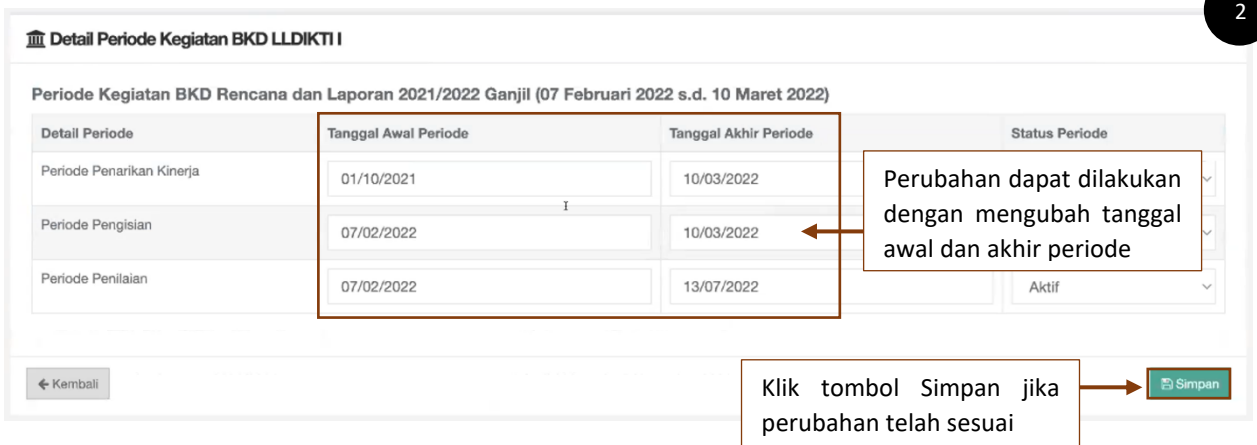 2
Detail Periode Kegiatan BKD LLDIKTI I
Periode Kegiatan BKD Rencana dan Laporan 2021/2022 Ganjil (07 Februari 2022 s.d. 10 Maret 2022)
Detail Periode Tanggal Awal Periode Tanggal Akhir Periode Status Periode
Periode Penarikan Kinerja 01/10/2021 10/03/2022
Periode Pengisian 07/02/2022 10/03/2022
Perubahan dapat dilakukan
dengan mengubah tanggal
awal dan akhir periode
Periode Penilaian 07/02/2022 13/07/2022 Aktif
Kembali
Klik tombol Simpan jika
perubahan telah sesuai
Simpan